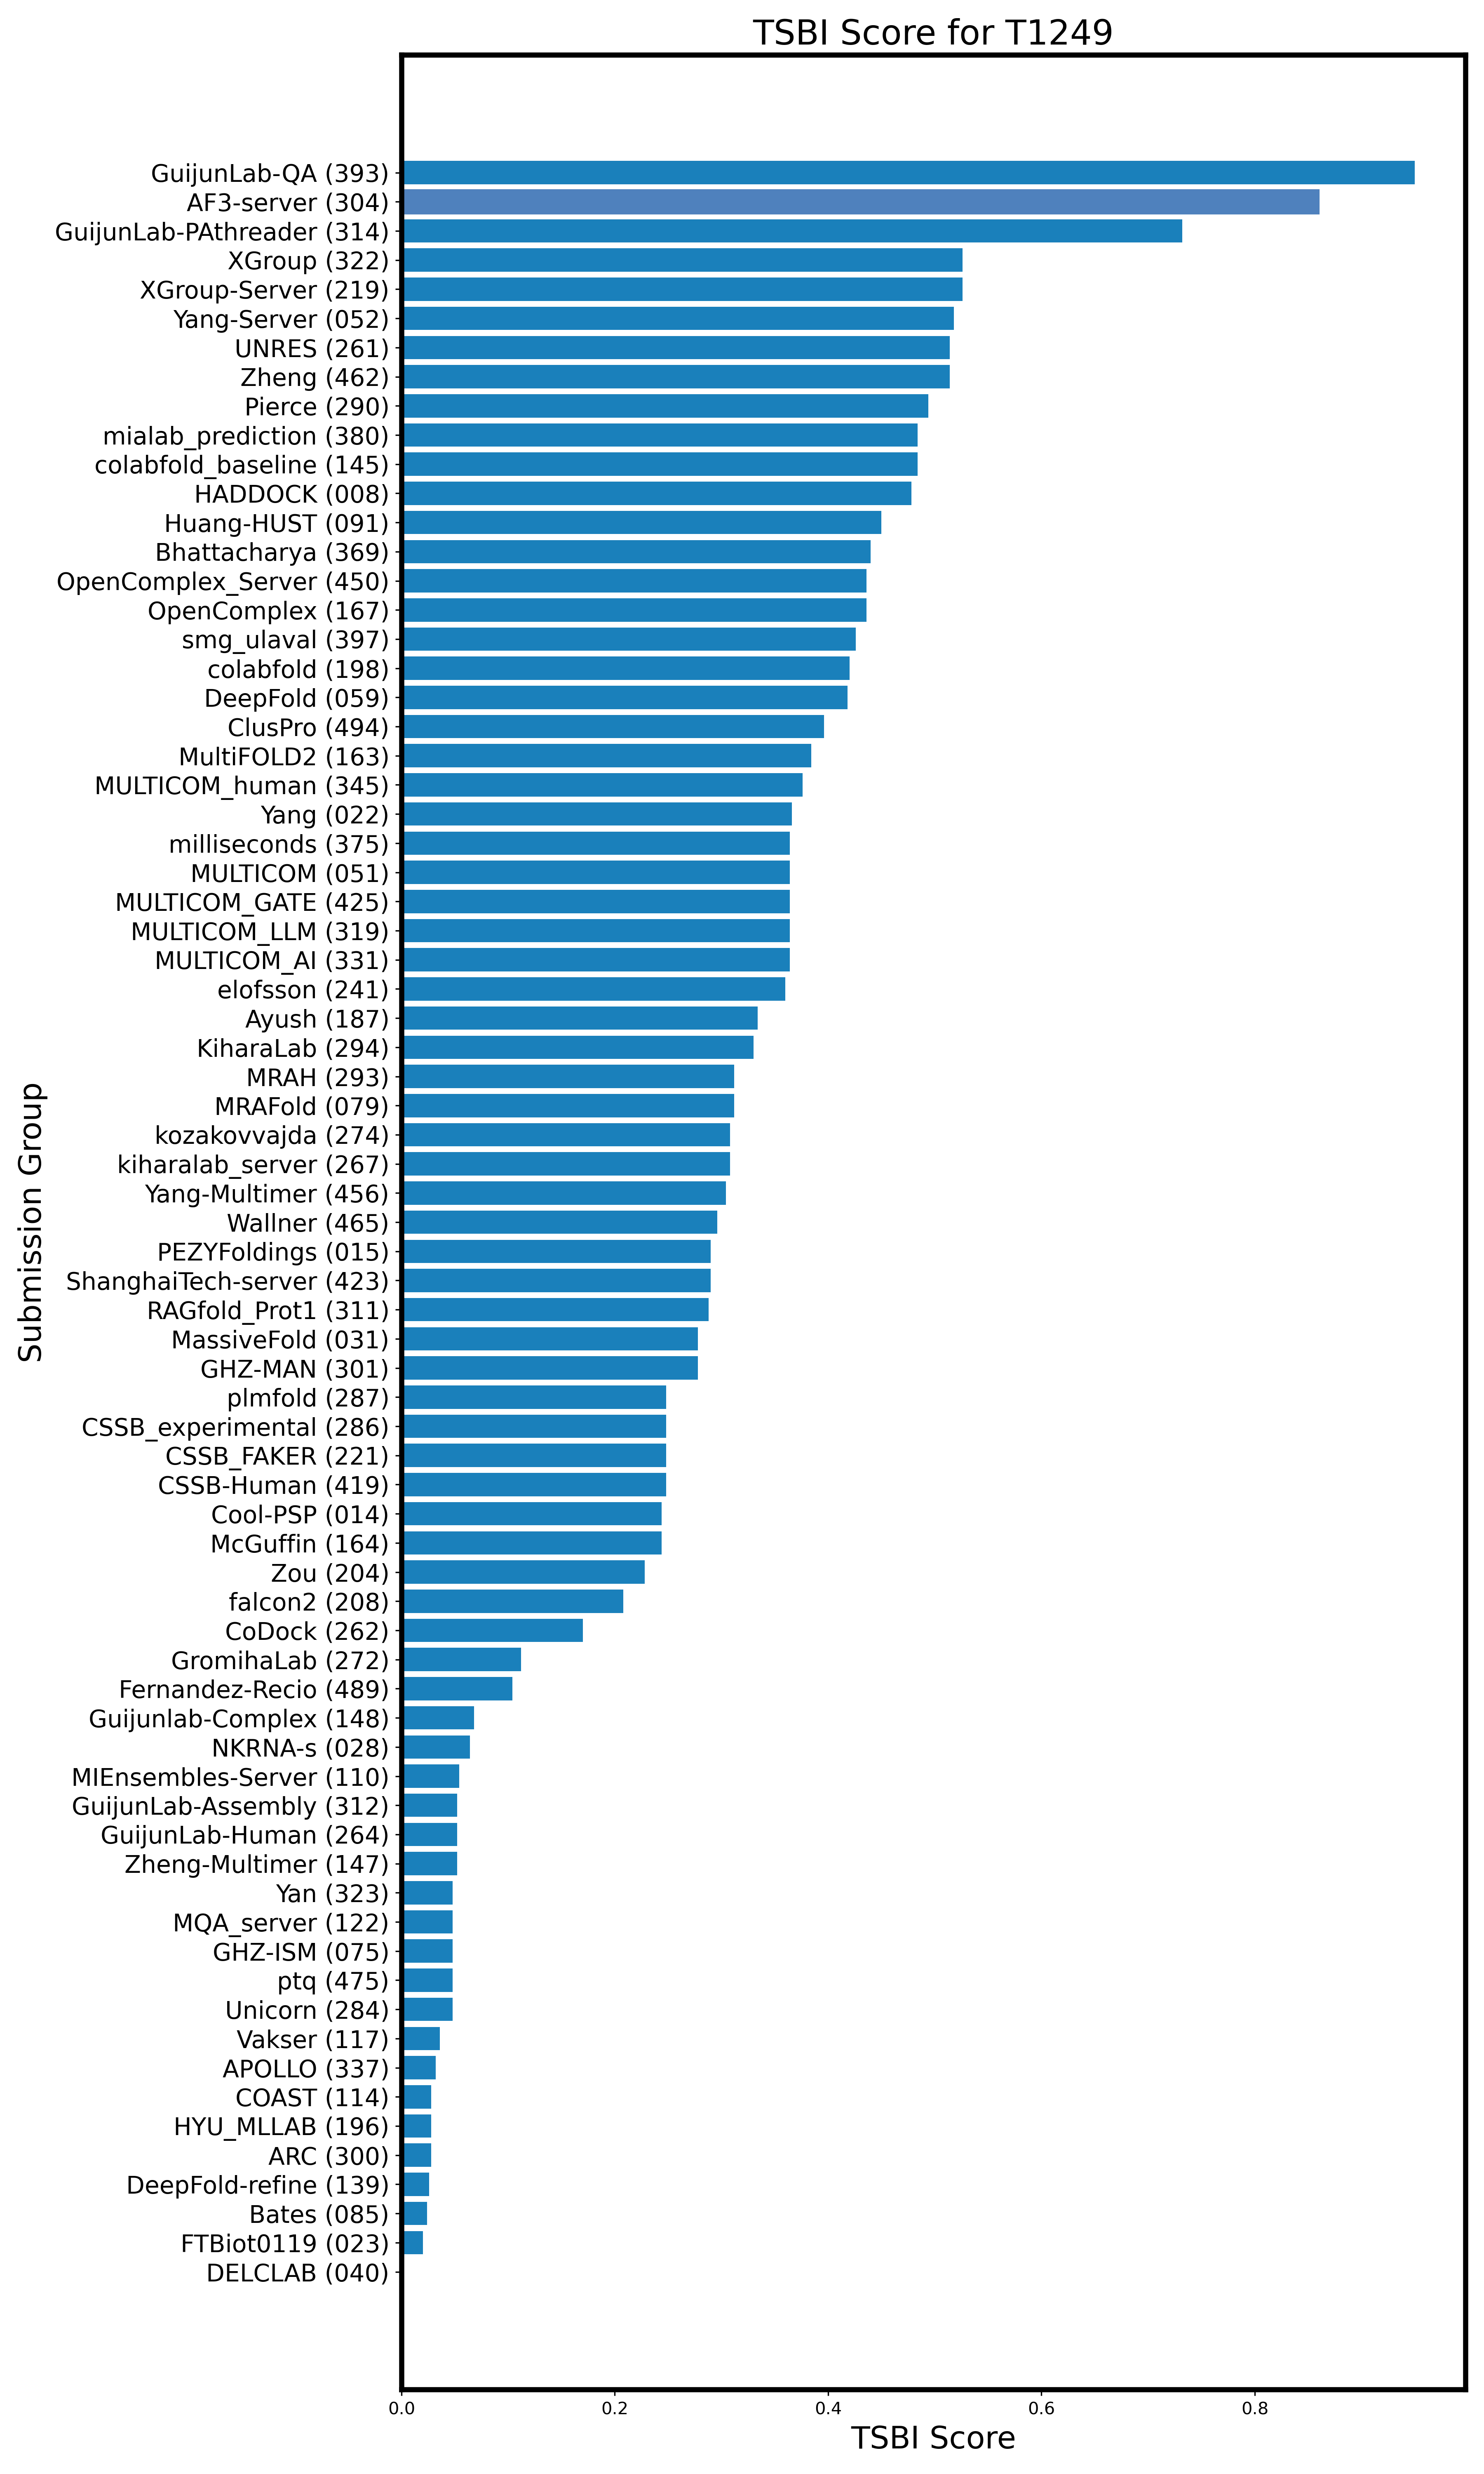 TSBI Score for T1249
GuijunLab-QA (393)
AF3-server (304)
GuijunLab-PAthreader (314)
XGroup (322)
XGroup-Server (219)
Yang-Server (052)
UNRES (261)
Zheng (462)
Pierce (290)
mialab_prediction (380)
colabfold_baseline (145)
HADDOCK (008)
Huang-HUST (091)
Bhattacharya (369)
OpenComplex_Server (450)
OpenComplex (167)
smg_ulaval (397)
colabfold (198)
DeepFold (059)
ClusPro (494)
MultiFOLD2 (163)
MULTICOM_human (345)
Yang (022)
milliseconds (375)
MULTICOM (051)
MULTICOM_GATE (425)
MULTICOM_LLM (319)
MULTICOM_AI (331)
elofsson (241)
Ayush (187)
KiharaLab (294)
MRAH (293)
MRAFold (079)
kozakovvajda (274)
kiharalab_server (267)
Yang-Multimer (456)
Wallner (465)
PEZYFoldings (015)
ShanghaiTech-server (423)
RAGfold_Prot1 (311)
MassiveFold (031)
GHZ-MAN (301)
plmfold (287)
CSSB_experimental (286)
CSSB_FAKER (221)
CSSB-Human (419)
Cool-PSP (014)
McGuffin (164)
Zou (204)
falcon2 (208)
CoDock (262)
GromihaLab (272)
Fernandez-Recio (489)
Guijunlab-Complex (148)
NKRNA-s (028)
MIEnsembles-Server (110)
GuijunLab-Assembly (312)
GuijunLab-Human (264)
Zheng-Multimer (147)
Yan (323)
MQA_server (122)
GHZ-ISM (075)
ptq (475)
Unicorn (284)
Vakser (117)
APOLLO (337)
COAST (114)
HYU_MLLAB (196)
ARC (300)
DeepFold-refine (139)
Bates (085)
FTBiot0119 (023)
DELCLAB (040)
Submission Group
0.0 0.2 0.4 0.6 0.8
TSBI Score